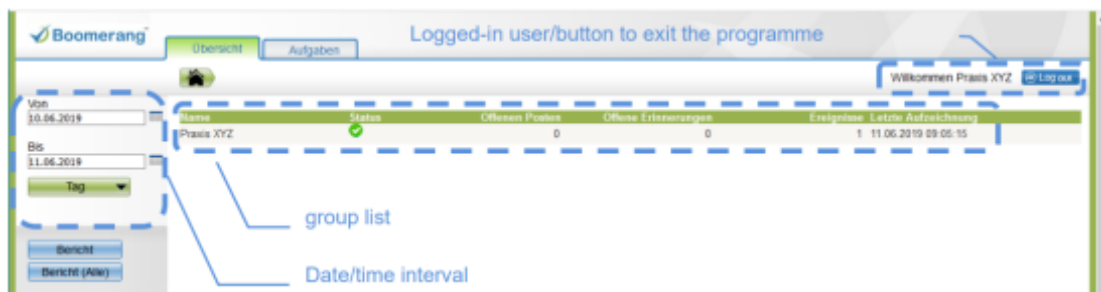 Boomerang
Übersicht
Aufgaben
Logged-in user/button to exit the programme
Willkommen Praxis XYZ
Log out
Von
10.06.2019
Bis
11.06.2019
Tag
Name Status Offenen Posten Offene Erinnerungen Ereignisse Letzte Aufzeichnung
Praxis XYZ 0 0 1 11.06.2019 09:05:15
group list
Bericht
Bericht (Alle)
Date/time interval